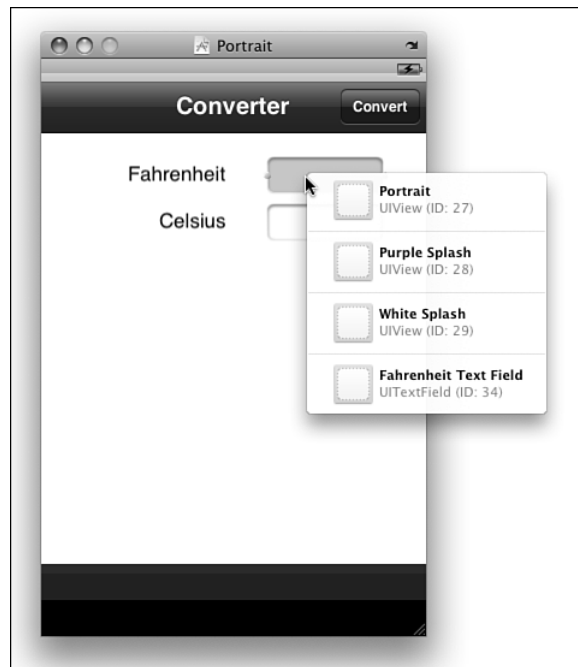 Portrait
Converter
Convert
Fahrenheit
Celsius
Portrait
UIView (ID: 27)
Purple Splash
UIView (ID: 28)
White Splash
UIView (ID: 29)
Fahrenheit Text Field
UITextField (ID: 34)